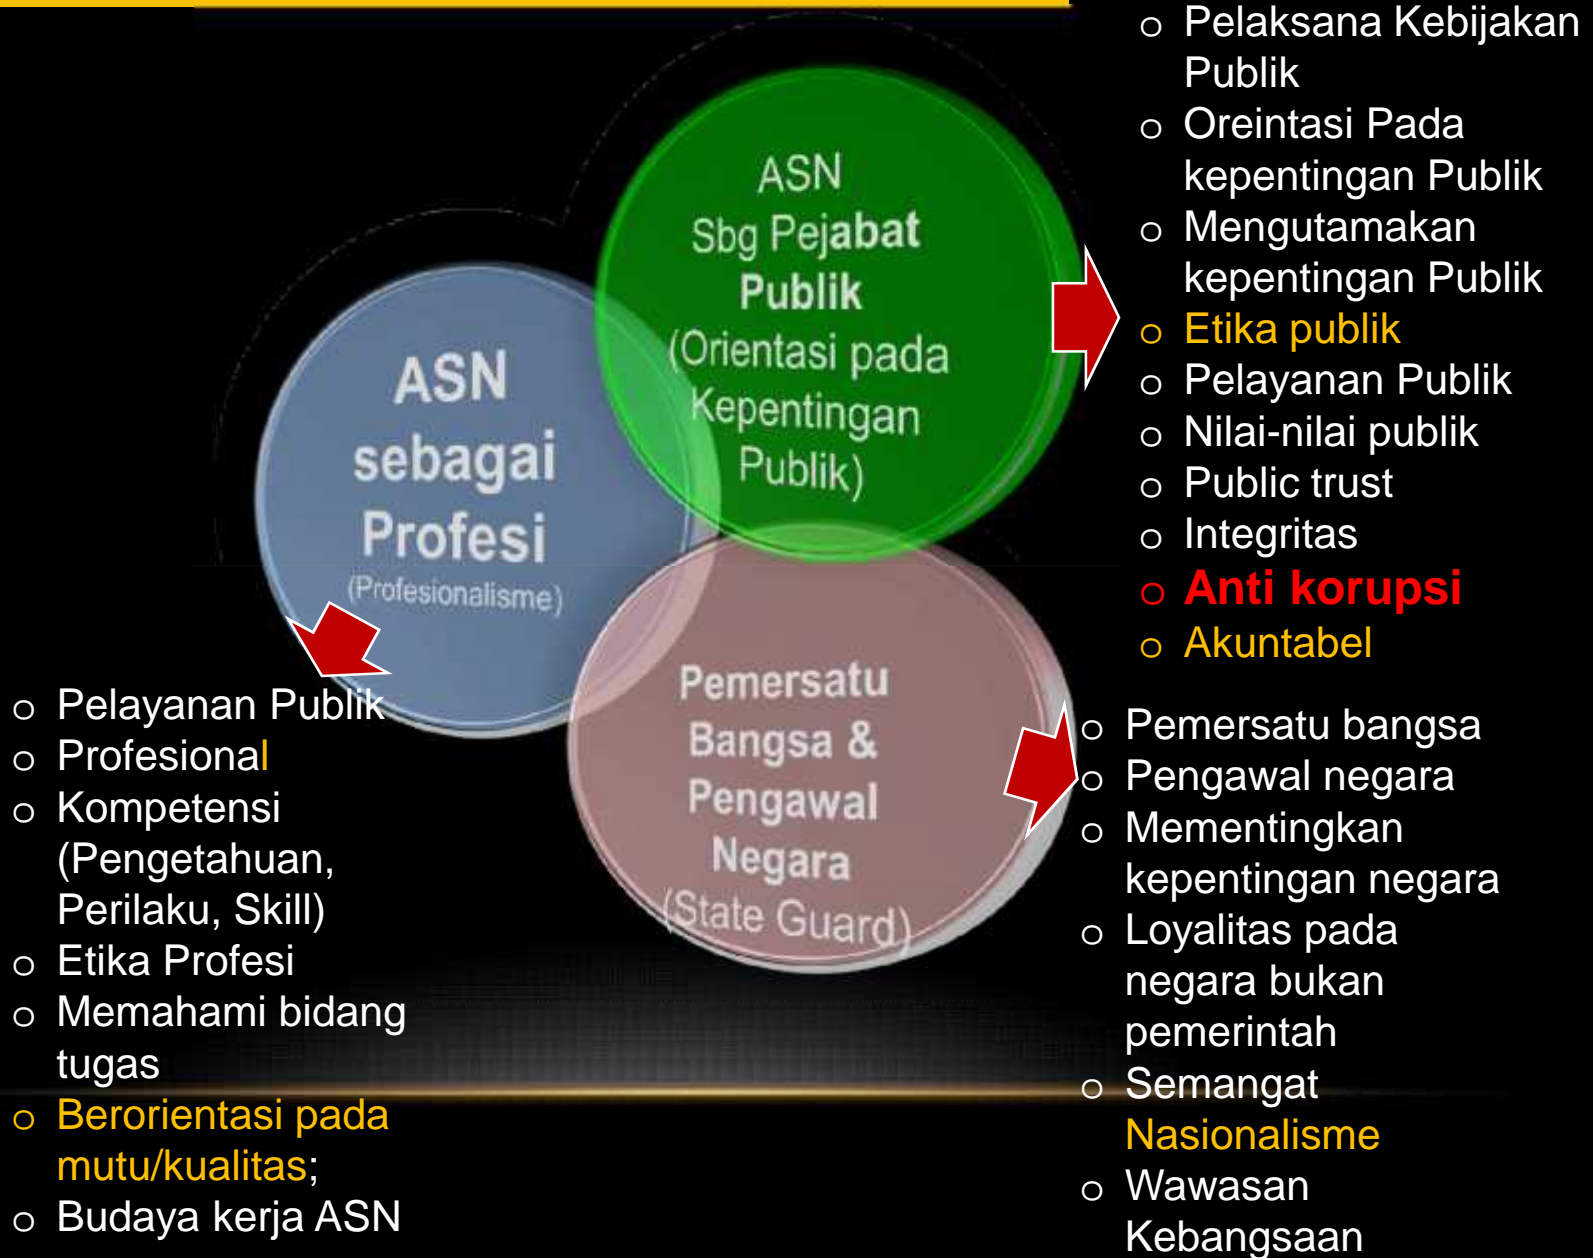 ASN
Sbg Pejabat
Publik
(Orientasi pada
Kepentingan
Publik)
o Pelaksana Kebijakan
Publik
o Oreintasi Pada
kepentingan Publik
o Mengutamakan
kepentingan Publik
o Etika publik
o Pelayanan Publik
o Nilai-nilai publik
o Public trust
o Integritas
o Anti korupsi
o Akuntabel
ASN
sebagai
Profesi
(Profesionalisme)
o Pelayanan Publik
o Profesional
o Kompetensi
(Pengetahuan,
Perilaku, Skill)
o Etika Profesi
o Memahami bidang
tugas
o Berorientasi pada
mutu/kualitas;
o Budaya kerja ASN
Pemersatu
Bangsa &
Pengawal
Negara
(State Guard)
o Pemersatu bangsa
o Pengawal negara
o Mementingkan
kepentingan negara
o Loyalitas pada
negara bukan
pemerintah
o Semangat
Nasionalisme
o Wawasan
Kebangsaan